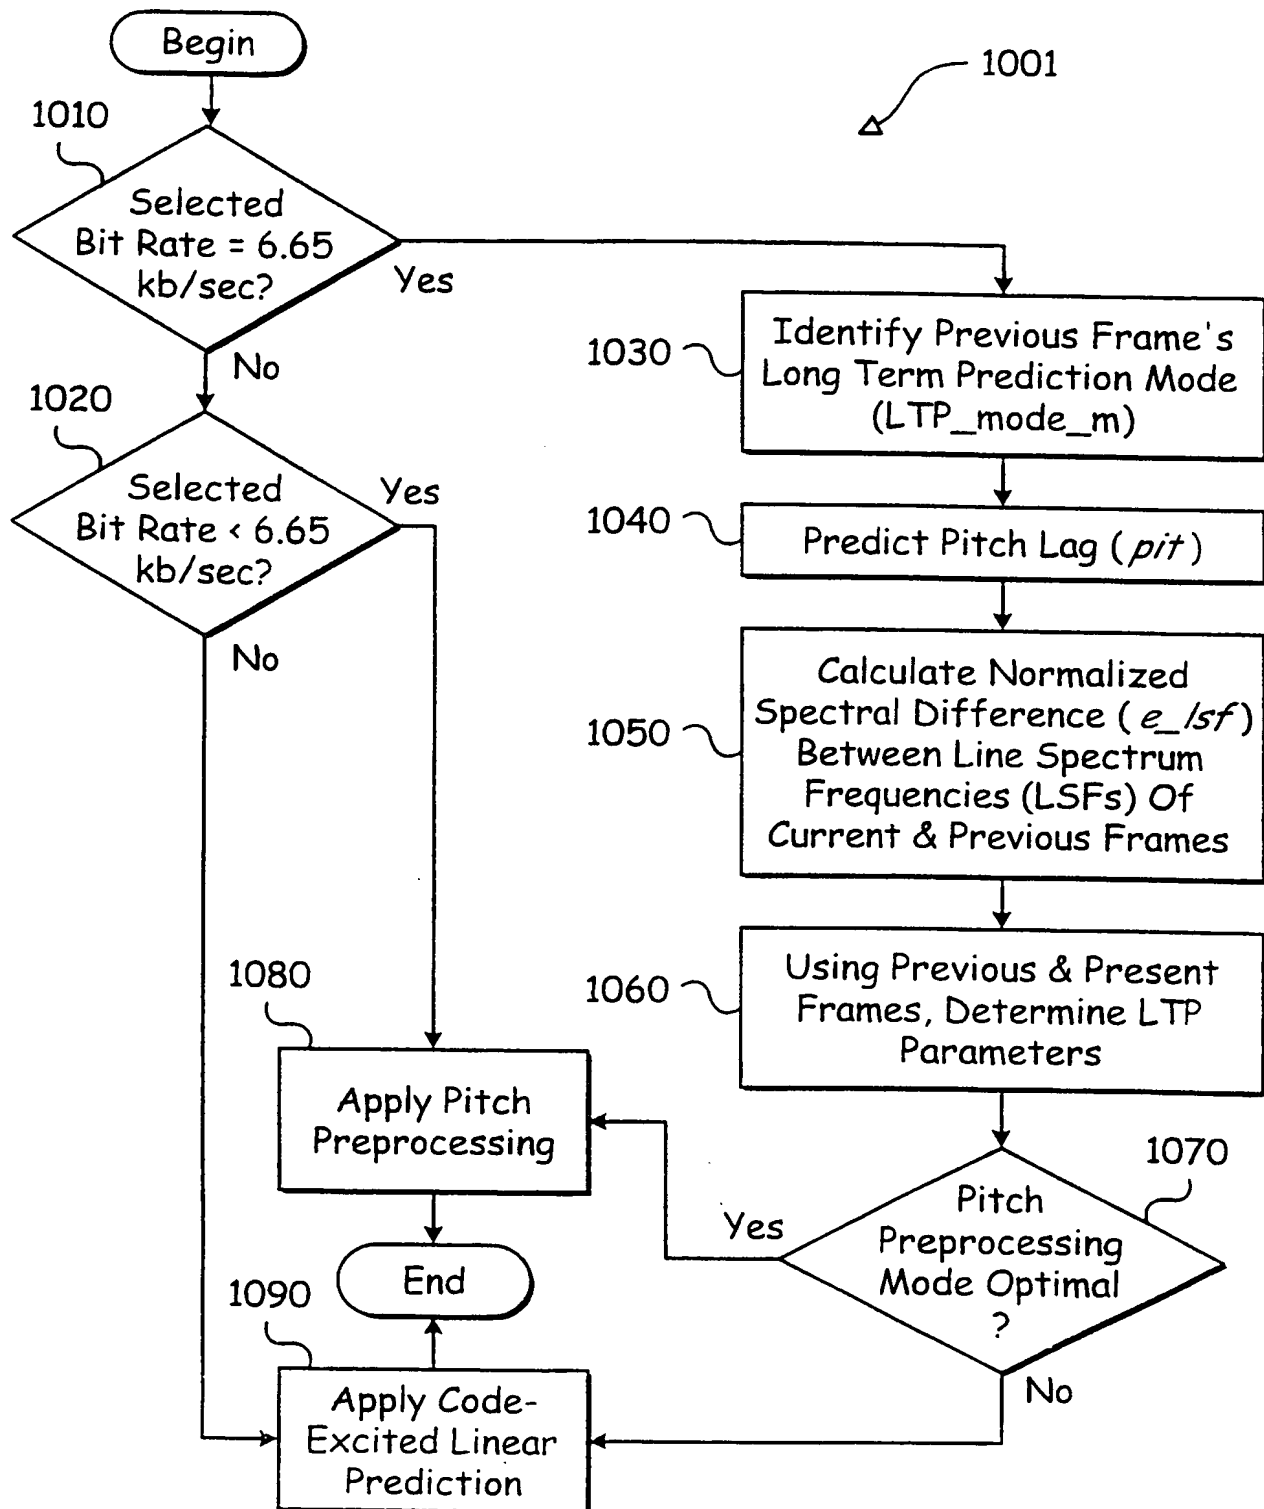 Begin
1001
1010
Selected
Bit Rate = 6.65
kb/sec?
Yes
No
1020
Selected
Bit Rate < 6.65
kb/sec?
Yes
No
1030
Identify Previous Frame's
Long Term Prediction Mode
(LTP_mode_m)
1040
Predict Pitch Lag (pit)
1050
Calculate Normalized
Spectral Difference (e_lsf)
Between Line Spectrum
Frequencies (LSFs) Of
Current & Previous Frames
1060
Using Previous & Present
Frames, Determine LTP
Parameters
1070
Pitch
Preprocessing
Mode Optimal
?
Yes
No
1080
Apply Pitch
Preprocessing
End
1090
Apply Code-
Excited Linear
Prediction